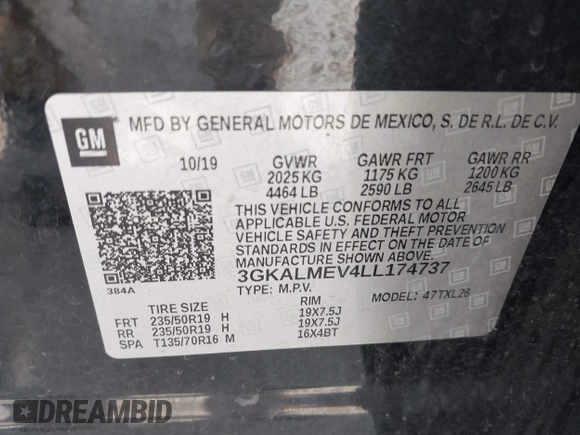 GM MFD BY GENERAL MOTORS DE MEXICO, S. DE R.L. DE C.V.
10/19 GVWR GAWR FRT GAWR RR
2025 KG 1175 KG 1200 KG
4464 LB 2590 LB 2645 LB
THIS VEHICLE CONFORMS TO ALL
APPLICABLE U.S. FEDERAL MOTOR
VEHICLE SAFETY AND THEFT PREVENTION
STANDARDS IN EFFECT ON THE DATE OF
MANUFACTURE SHOWN ABOVE.
3GKALMEV4LL174737
384A TYPE: M.P.V. MODEL: 47TXL26
TIRE SIZE RIM
FRT 235/50R19 H 19X7.5J
RR 235/50R19 H 19X7.5J
SPA T135/70R16 M 16X4BT
DREAMBID